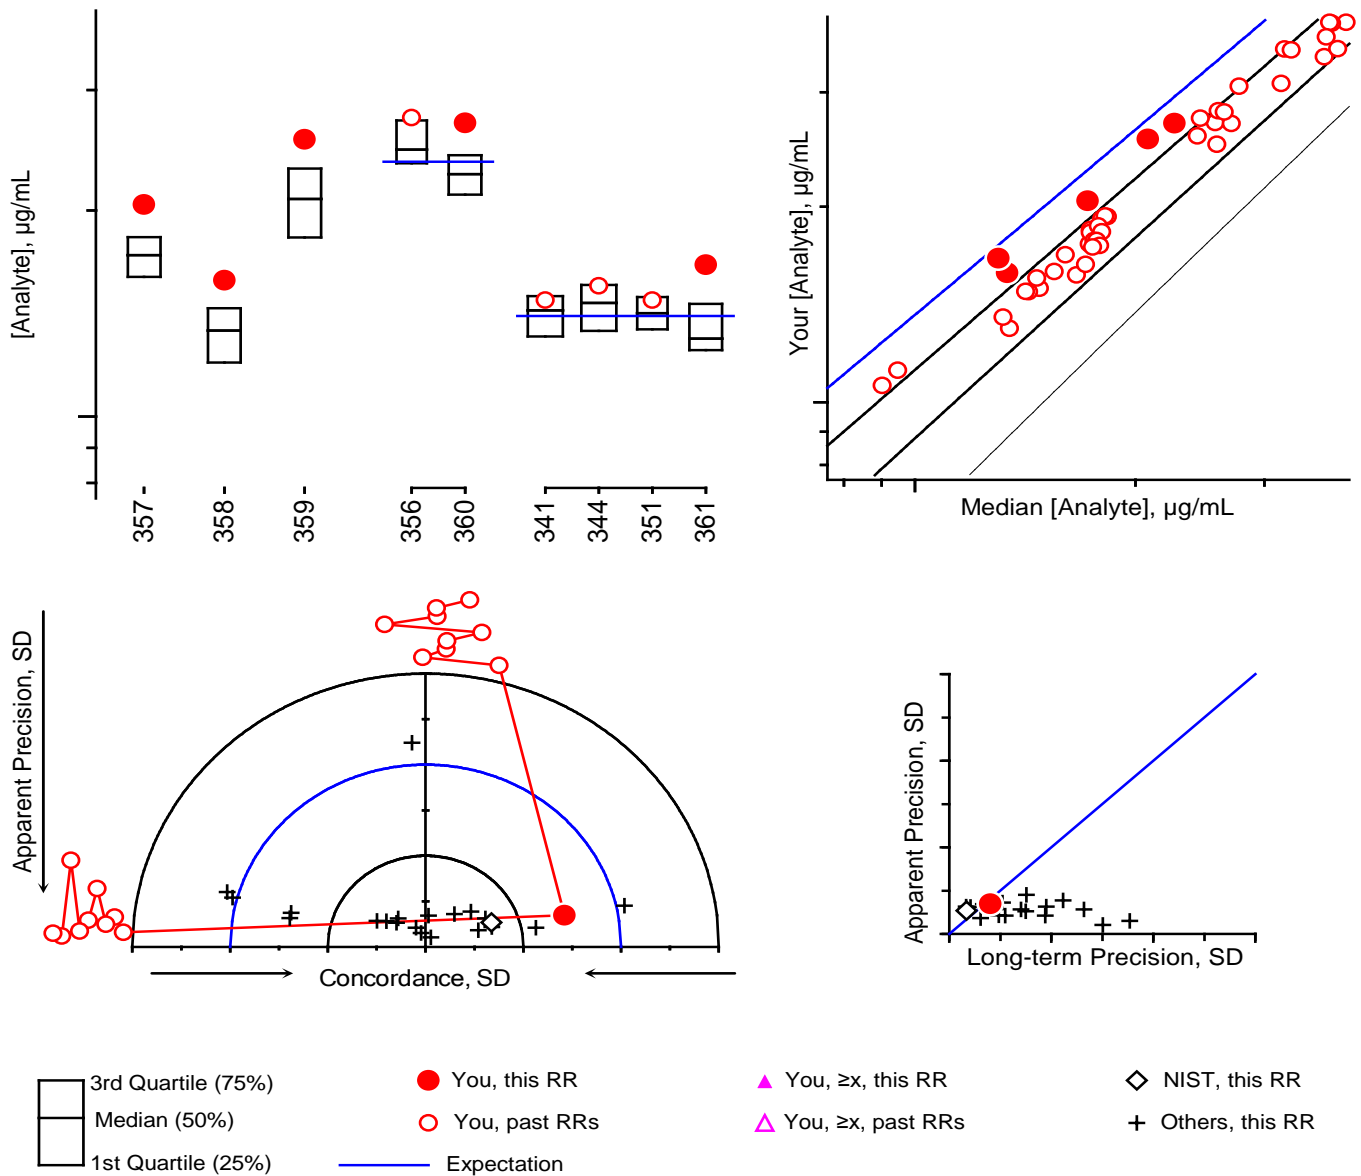 [Analyte], µg/mL
357
358
359
356
360
341
344
351
361
Your [Analyte], µg/mL
Median [Analyte], µg/mL
Apparent Precision, SD
Concordance, SD
Apparent Precision, SD
Long-term Precision, SD
3rd Quartile (75%)
Median (50%)
1st Quartile (25%)
You, this RR
You, past RRs
Expectation
You, ≥x, this RR
You, ≥x, past RRs
NIST, this RR
Others, this RR